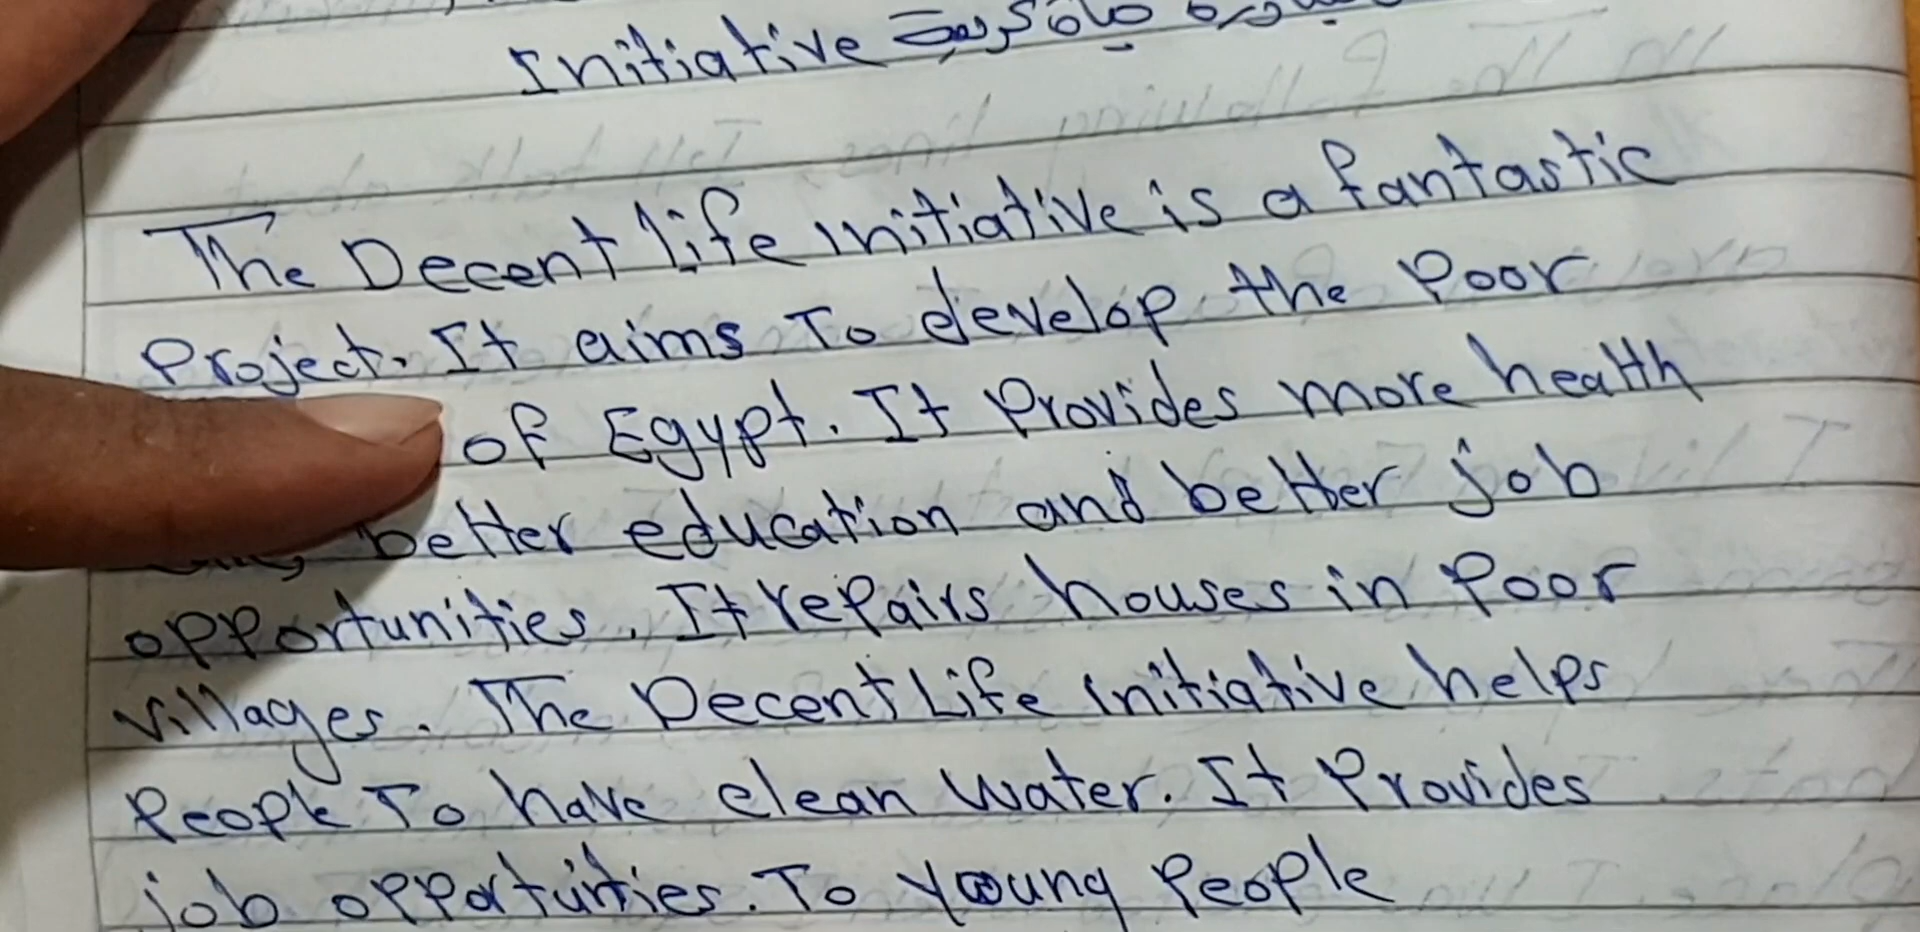 Initiative
The Decent life initiative is a fantastic
Project. It aims To develop the Poor
of Egypt. It Provides more health
better education and better job
opportunities. It repairs houses in Poor
villages. The Decent Life initiative helps
People To have clean water. It Provides
job opportunities. To young People